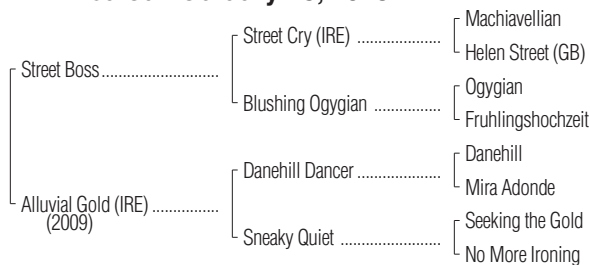 Machiavellian
Street Cry (IRE) ..................
Helen Street (GB)
Street Boss..............................
Ogygian
Blushing Ogygian .................
Fruhlingshochzeit
Danehill
Danehill Dancer .....................
Mira Adonde
Alluvial Gold (IRE) .................
(2009)
Seeking the Gold
Sneaky Quiet .........................
No More Ironing